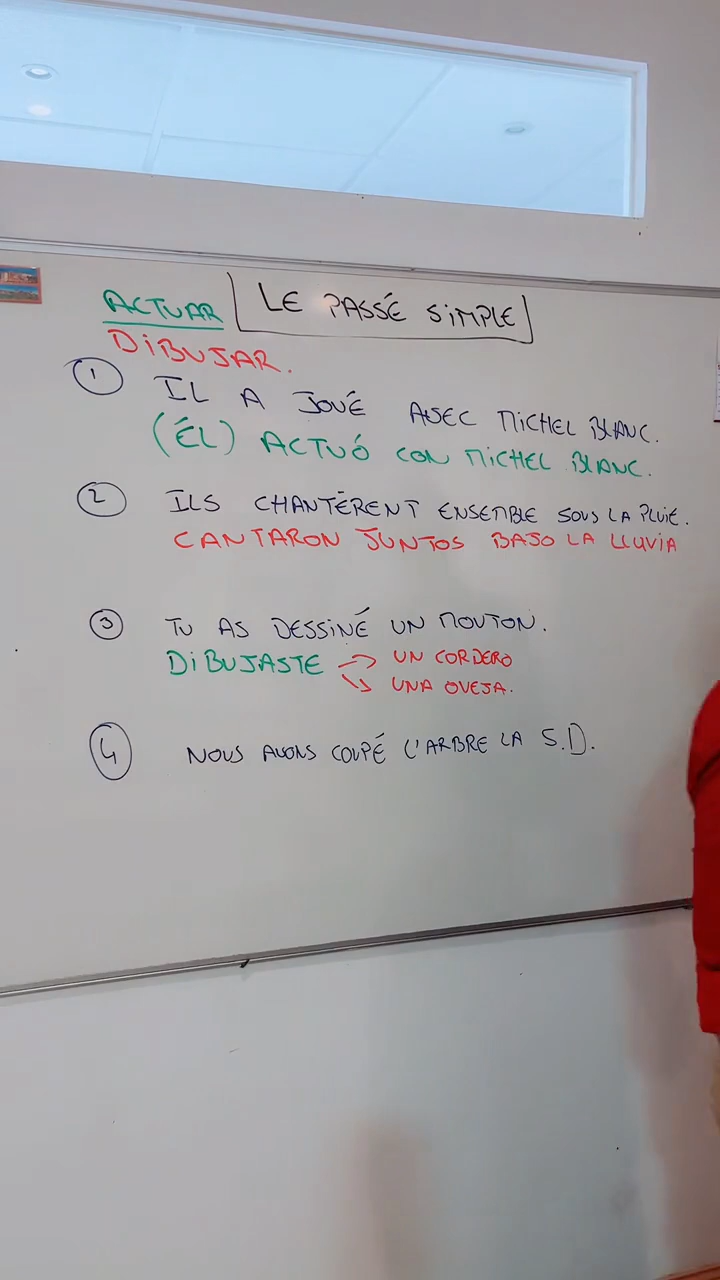 ACTUAR
LE PASSÉ SIMPLE
DIBUJAR.
1 IL A JOUÉ AVEC MICHEL BLANC.
(ÉL) ACTUÓ CON MICHEL BLANC.
2 ILS CHANTÈRENT ENSEMBLE SOUS LA PLUIE.
CANTARON JUNTOS BAJO LA LLUVIA
3 TU AS DESSINÉ UN MOUTON.
DIBUJASTE → UN CORDERO
↘ UNA OVEJA.
4 NOUS AVONS COUPÉ L'ARBRE LA S.D.